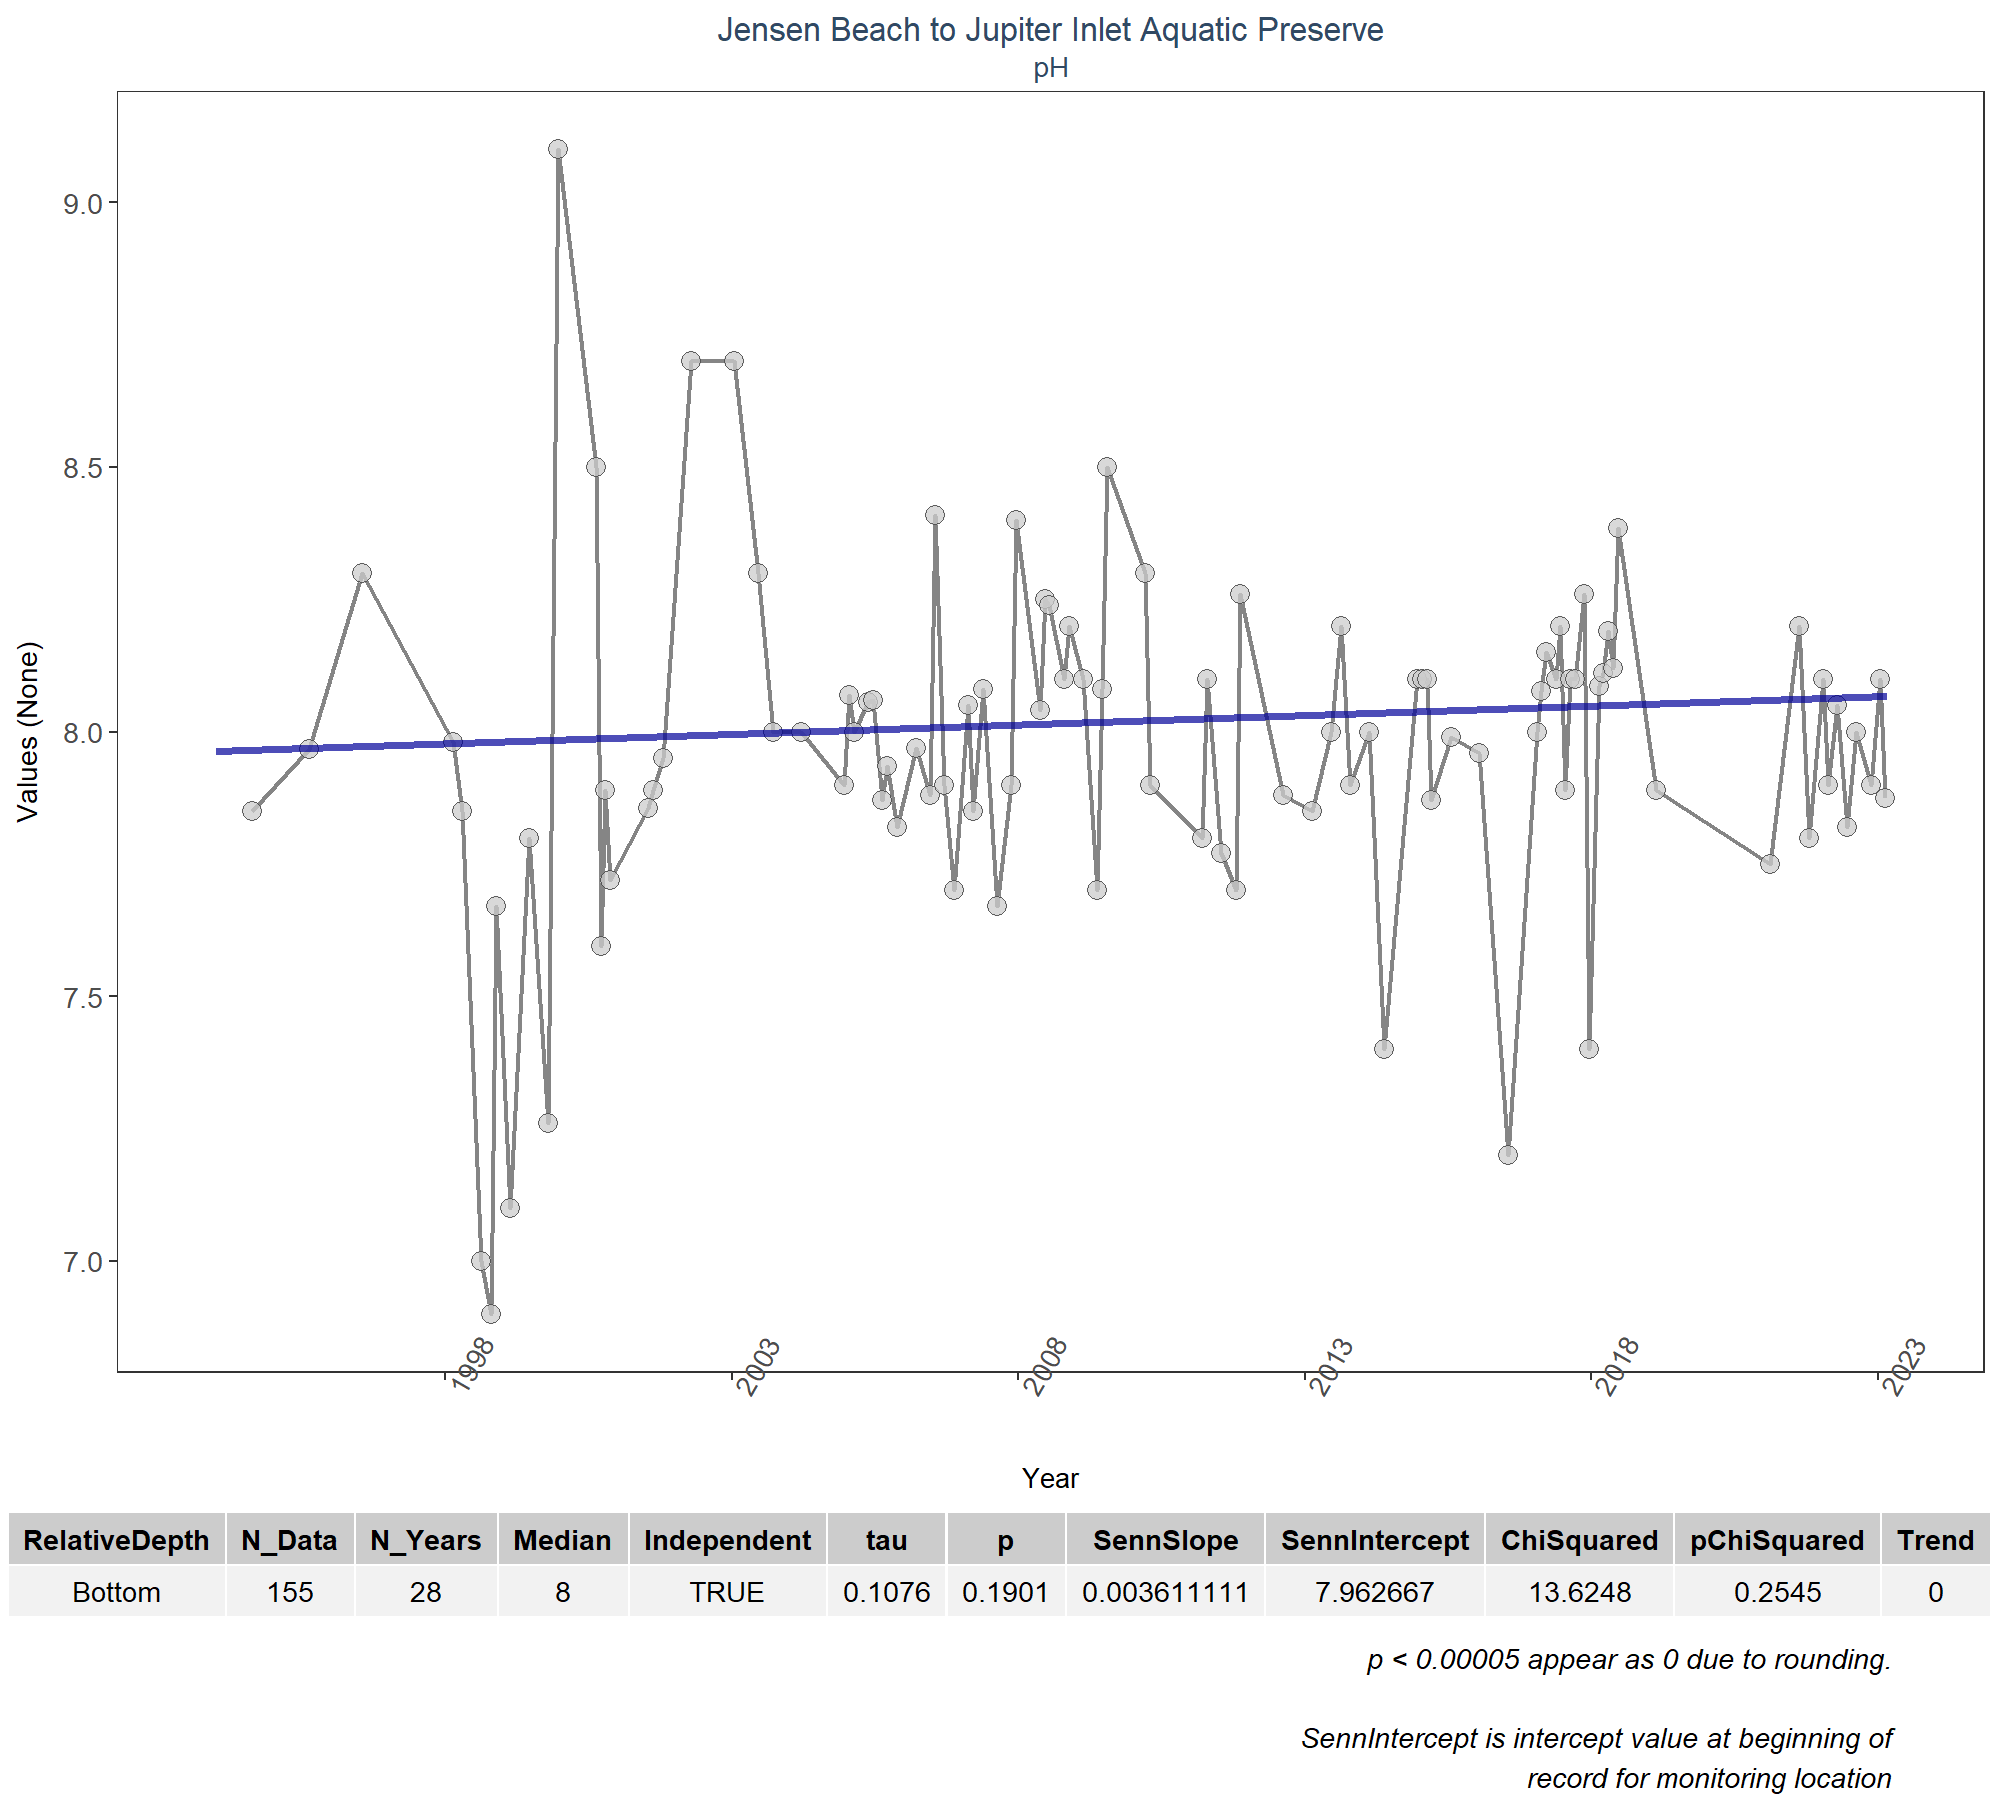 Jensen Beach to Jupiter Inlet Aquatic Preserve
pH
Values (None)
9.0
8.5
8.0
7.5
7.0
1998
2003
2008
2013
2018
2023
Year
RelativeDepth N_Data N_Years Median Independent tau p SennSlope SennIntercept ChiSquared pChiSquared Trend
Bottom 155 28 8 TRUE 0.1076 0.1901 0.003611111 7.962667 13.6248 0.2545 0
p < 0.00005 appear as 0 due to rounding.
SennIntercept is intercept value at beginning of
record for monitoring location